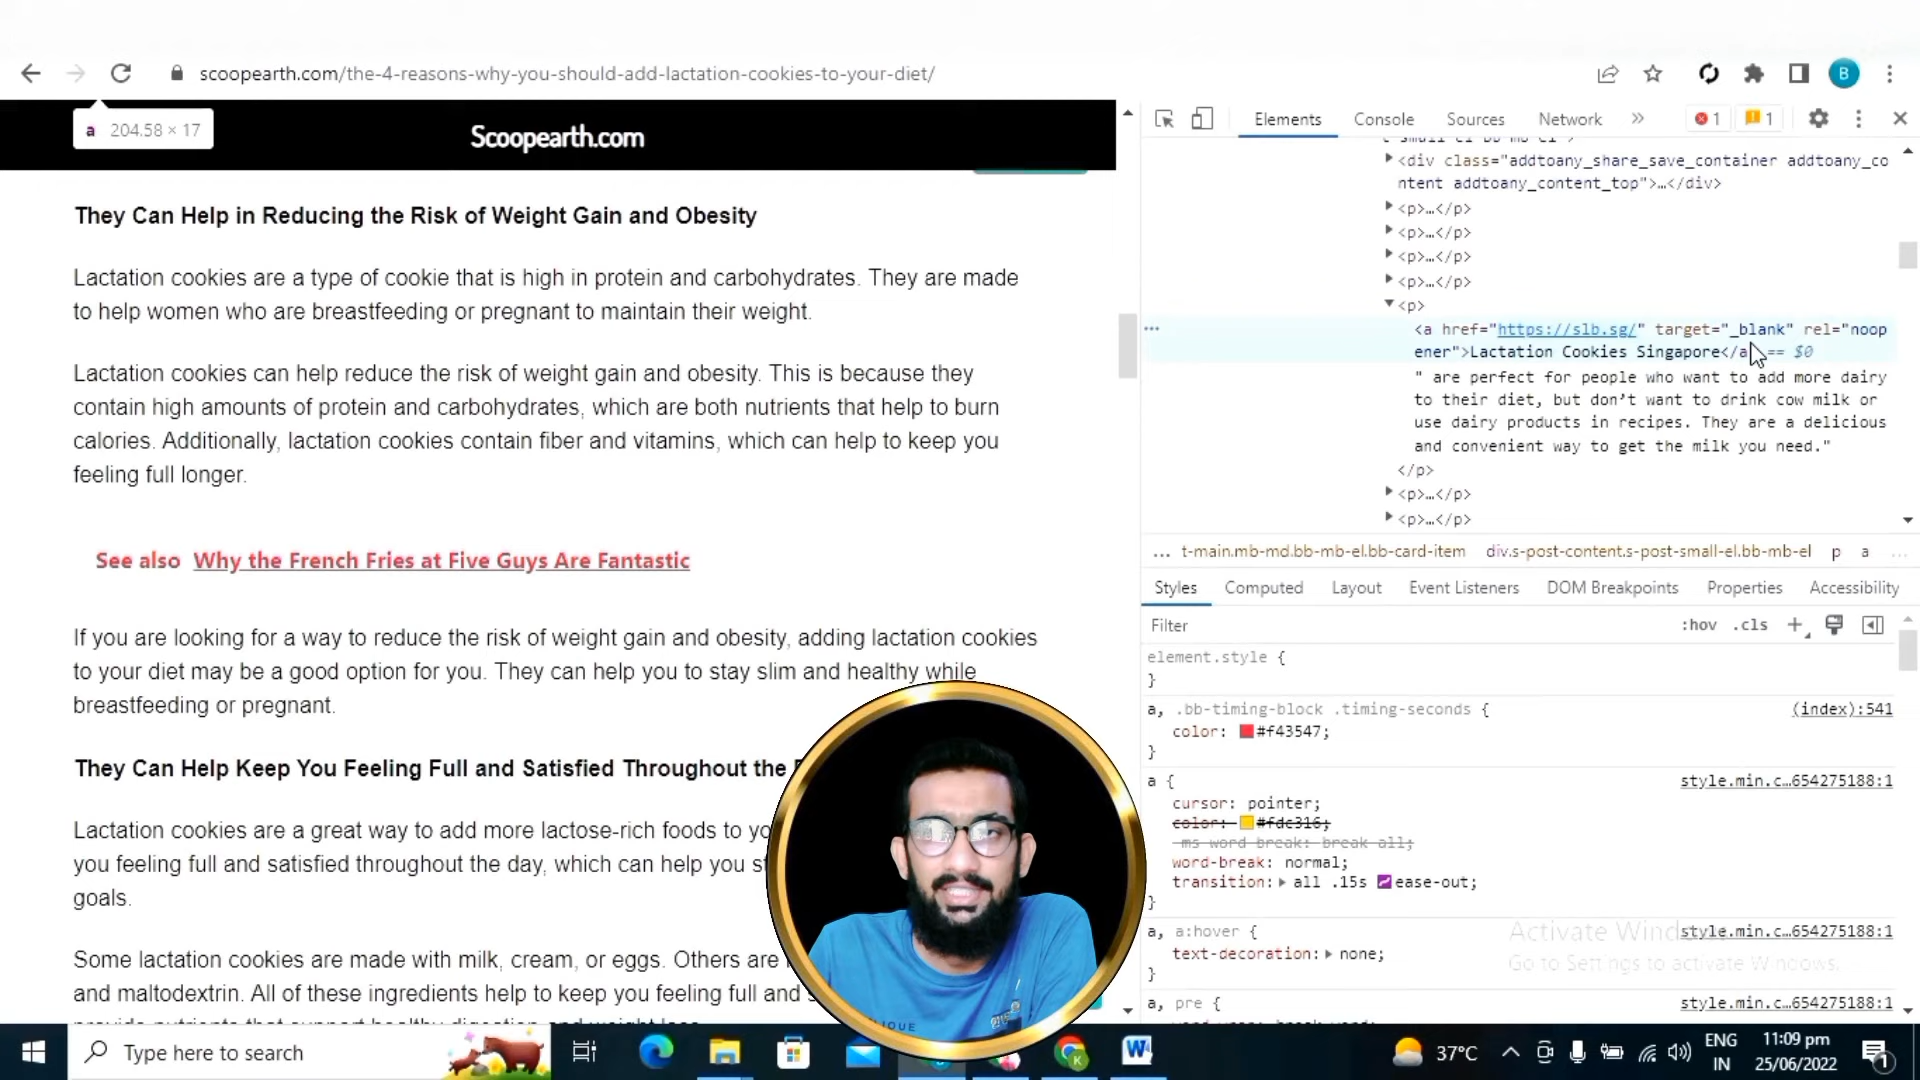 scoopearth.com/the-4-reasons-why-you-should-add-lactation-cookies-to-your-diet/
B
a 204.58 × 17
Scoopearth.com
They Can Help in Reducing the Risk of Weight Gain and Obesity
Lactation cookies are a type of cookie that is high in protein and carbohydrates. They are made
to help women who are breastfeeding or pregnant to maintain their weight.
Lactation cookies can help reduce the risk of weight gain and obesity. This is because they
contain high amounts of protein and carbohydrates, which are both nutrients that help to burn
calories. Additionally, lactation cookies contain fiber and vitamins, which can help to keep you
feeling full longer.
See also Why the French Fries at Five Guys Are Fantastic
If you are looking for a way to reduce the risk of weight gain and obesity, adding lactation cookies
to your diet may be a good option for you. They can help you to stay slim and healthy while
breastfeeding or pregnant.
They Can Help Keep You Feeling Full and Satisfied Throughout the
Lactation cookies are a great way to add more lactose-rich foods to
you feeling full and satisfied throughout the day, which can help you
goals.
Some lactation cookies are made with milk, cream, or eggs. Others are
and maltodextrin. All of these ingredients help to keep you feeling full and
Elements Console Sources Network » 1 1
<div class="addtoany_share_save_container addtoany_co
ntent addtoany_content_top">…</div>
<p>…</p>
<p>…</p>
<p>…</p>
<p>…</p>
<p>
<a href="https://slb.sg/" target="_blank" rel="noop
ener">Lactation Cookies Singapore</a> == $0
" are perfect for people who want to add more dairy
to their diet, but don’t want to drink cow milk or
use dairy products in recipes. They are a delicious
and convenient way to get the milk you need."
</p>
<p>…</p>
<p>…</p>
... t-main.mb-md.bb-mb-el.bb-card-item div.s-post-content.s-post-small-el.bb-mb-el p a ...
Styles Computed Layout Event Listeners DOM Breakpoints Properties Accessibility
Filter :hov .cls +
element.style {
}
a, .bb-timing-block .timing-seconds { (index):541
color: #f43547;
}
a { style.min.c…654275188:1
cursor: pointer;
color: #fdc316;
-ms-word-break: break-all;
word-break: normal;
transition: all .15s ease-out;
}
a, a:hover { style.min.c…654275188:1
text-decoration: none;
}
a, pre { style.min.c…654275188:1
Activate Windows
Go to Settings to activate Windows.
Type here to search
37°C
ENG
IN
11:09 pm
25/06/2022
1